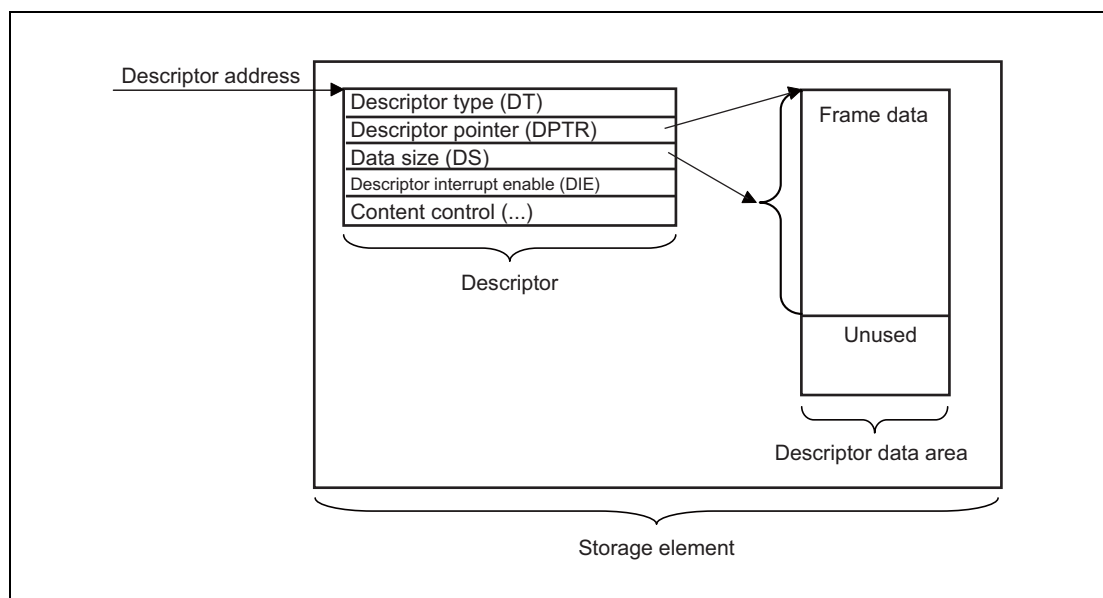 Descriptor address
Descriptor type (DT)
Descriptor pointer (DPTR)
Data size (DS)
Descriptor interrupt enable (DIE)
Content control (...)
Descriptor
Frame data
Unused
Descriptor data area
Storage element